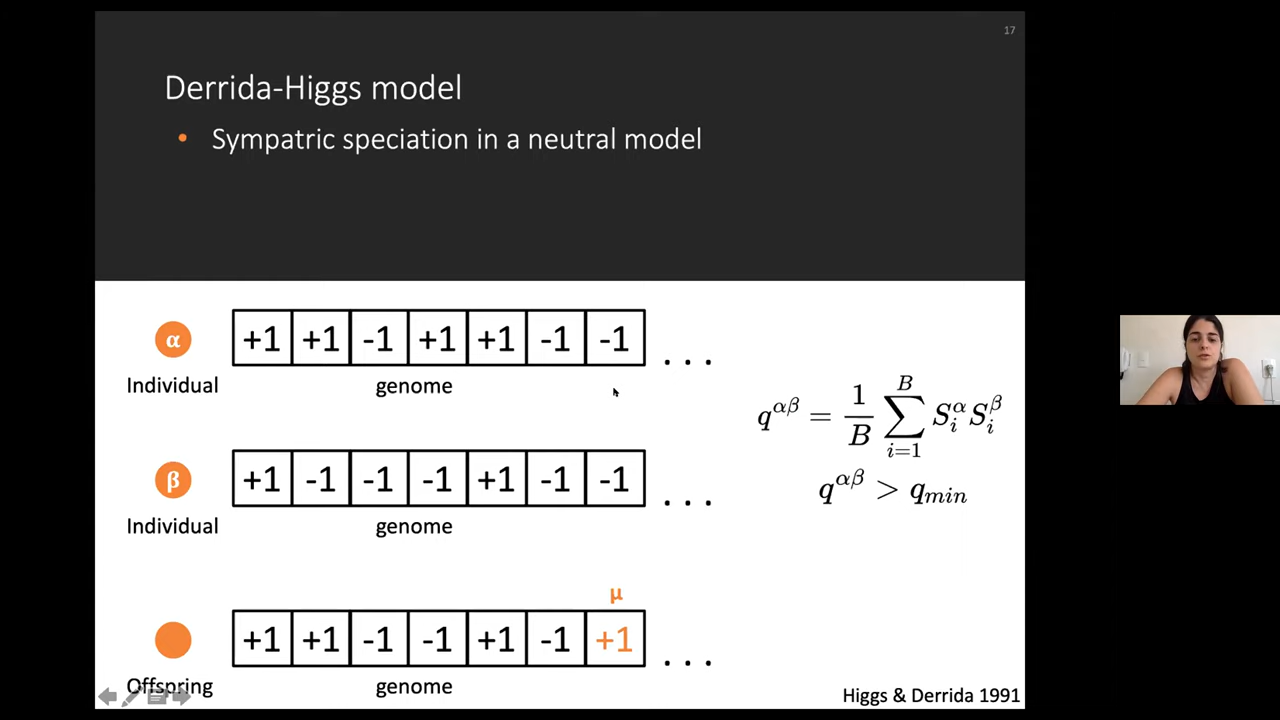 17
Derrida-Higgs model
• Sympatric speciation in a neutral model
α +1 +1 -1 +1 +1 -1 -1 . . .
Individual genome
q^{αβ} = \frac{1}{B} \sum_{i=1}^{B} S_i^α S_i^β
β +1 -1 -1 -1 +1 -1 -1 . . .
q^{αβ} > q_{min}
Individual genome
μ
+1 +1 -1 -1 +1 -1 +1 . . .
Offspring genome
Higgs & Derrida 1991